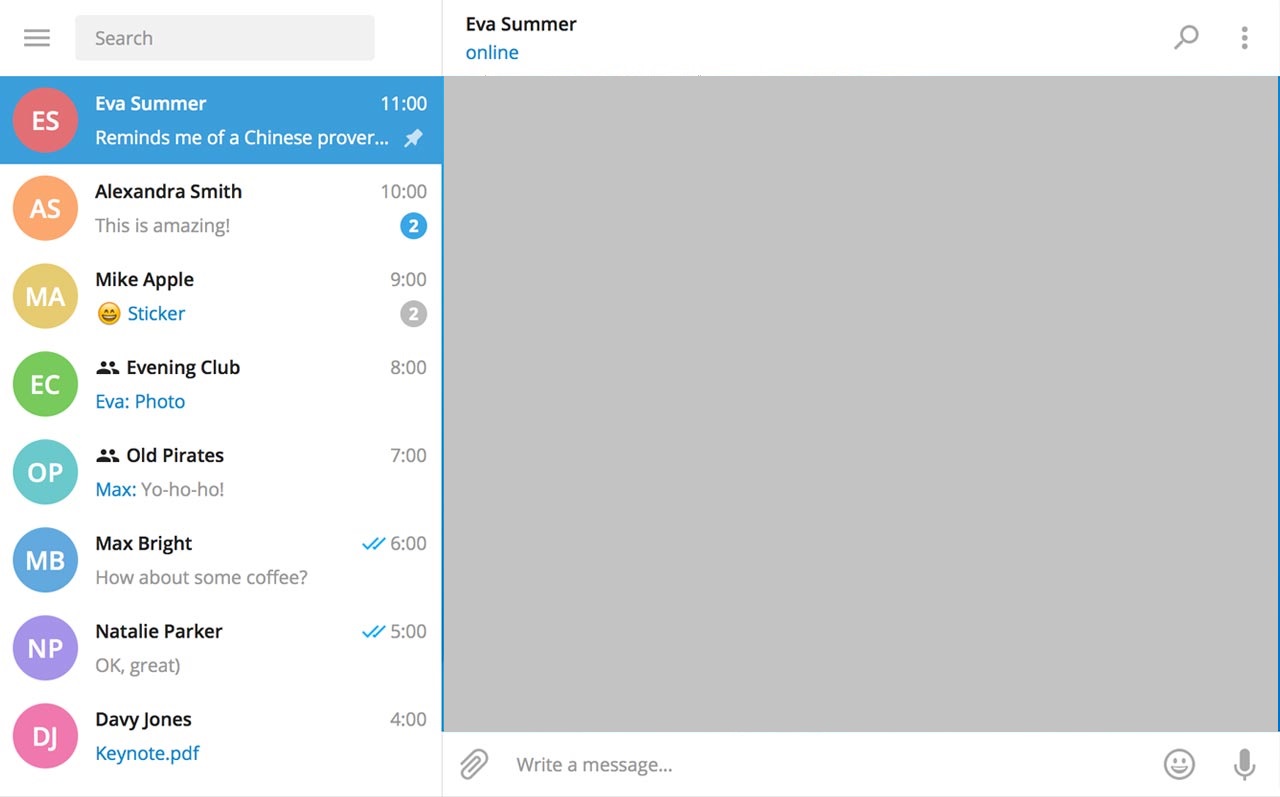 Search
Eva Summer
online
ES
Eva Summer 11:00
Reminds me of a Chinese prover...
AS
Alexandra Smith 10:00
This is amazing! 2
MA
Mike Apple 9:00
😄 Sticker 2
EC
Evening Club 8:00
Eva: Photo
OP
Old Pirates 7:00
Max: Yo-ho-ho!
MB
Max Bright 6:00
How about some coffee?
NP
Natalie Parker 5:00
OK, great)
DJ
Davy Jones 4:00
Keynote.pdf
Write a message...